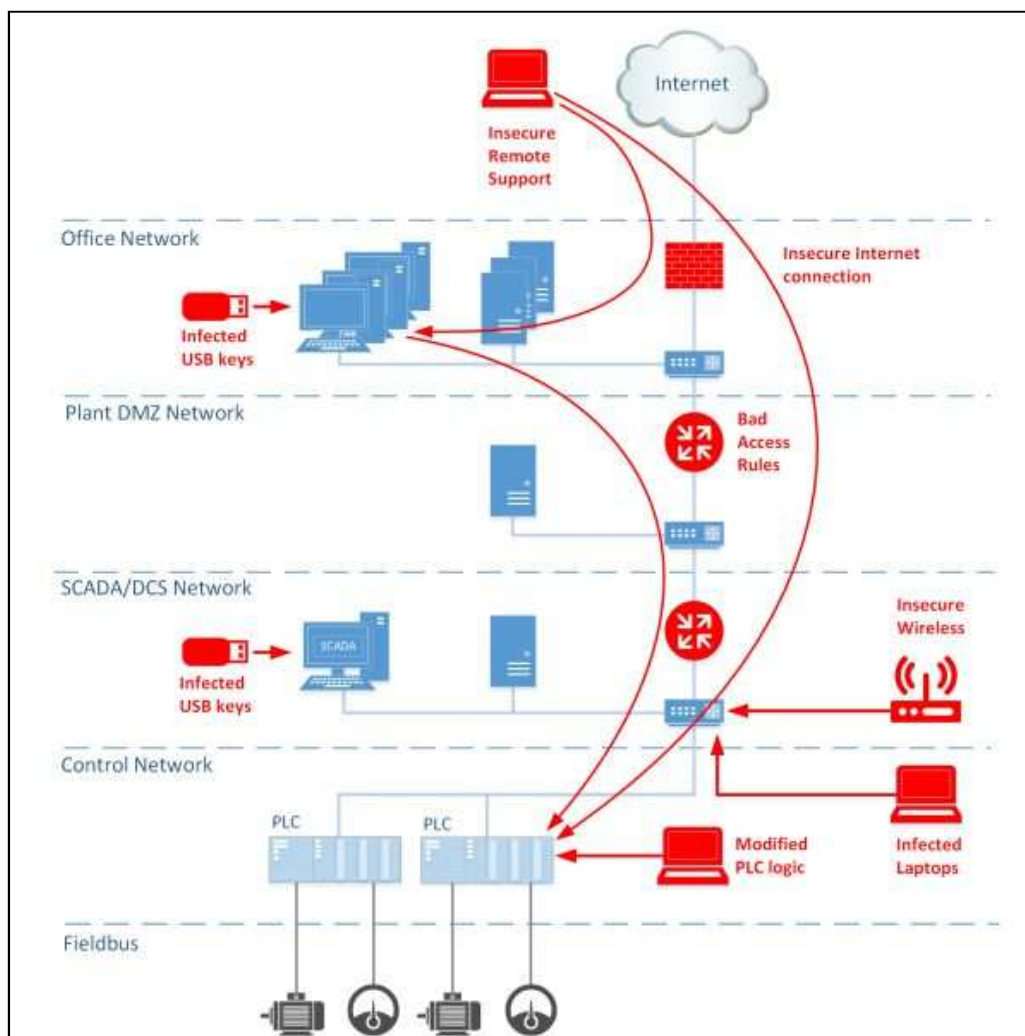 Internet
Insecure
Remote
Support
Office Network
Insecure Internet
connection
Infected
USB keys
Plant DMZ Network
Bad
Access
Rules
SCADA/DCS Network
Insecure
Wireless
SCADA
Infected
USB keys
Control Network
PLC
PLC
Modified
PLC logic
Infected
Laptops
Fieldbus